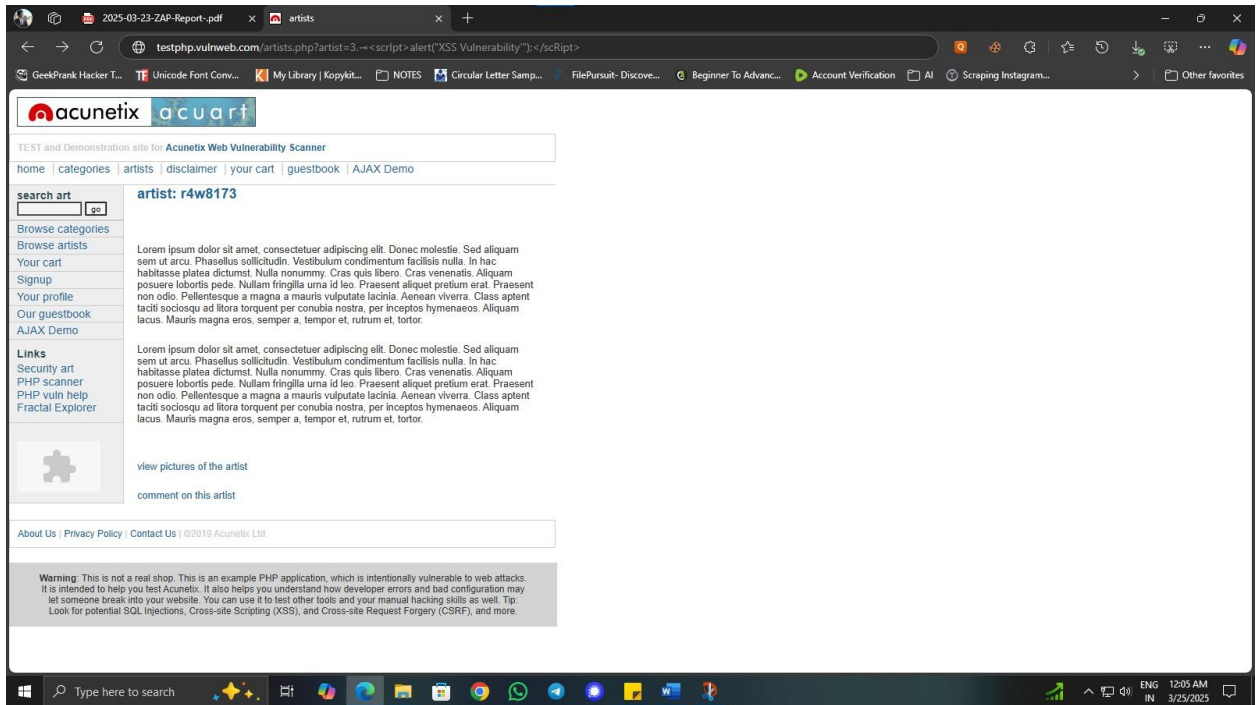 2025-03-23-ZAP-Report-.pdf
artists
testphp.vulnweb.com/artists.php?artist=3.→<scrIpt>alert("XSS Vulnerability'");</scRipt>
GeekPrank Hacker T...
Unicode Font Conv...
My Library | Kopykit...
NOTES
Circular Letter Samp...
FilePursuit- Discove...
Beginner To Advanc...
Account Verification
AI
Scraping Instagram...
Other favorites
acunetix acuart
TEST and Demonstration site for Acunetix Web Vulnerability Scanner
home | categories | artists | disclaimer | your cart | guestbook | AJAX Demo
search art
go
Browse categories
Browse artists
Your cart
Signup
Your profile
Our guestbook
AJAX Demo
Links
Security art
PHP scanner
PHP vuln help
Fractal Explorer
artist: r4w8173
Lorem ipsum dolor sit amet, consectetuer adipiscing elit. Donec molestie. Sed aliquam
sem ut arcu. Phasellus sollicitudin. Vestibulum condimentum facilisis nulla. In hac
habitasse platea dictumst. Nulla nonummy. Cras quis libero. Cras venenatis. Aliquam
posuere lobortis pede. Nullam fringilla urna id leo. Praesent aliquet pretium erat. Praesent
non odio. Pellentesque a magna a mauris vulputate lacinia. Aenean viverra. Class aptent
taciti sociosqu ad litora torquent per conubia nostra, per inceptos hymenaeos. Aliquam
lacus. Mauris magna eros, semper a, tempor et, rutrum et, tortor.
Lorem ipsum dolor sit amet, consectetuer adipiscing elit. Donec molestie. Sed aliquam
sem ut arcu. Phasellus sollicitudin. Vestibulum condimentum facilisis nulla. In hac
habitasse platea dictumst. Nulla nonummy. Cras quis libero. Cras venenatis. Aliquam
posuere lobortis pede. Nullam fringilla urna id leo. Praesent aliquet pretium erat. Praesent
non odio. Pellentesque a magna a mauris vulputate lacinia. Aenean viverra. Class aptent
taciti sociosqu ad litora torquent per conubia nostra, per inceptos hymenaeos. Aliquam
lacus. Mauris magna eros, semper a, tempor et, rutrum et, tortor.
view pictures of the artist
comment on this artist
About Us | Privacy Policy | Contact Us | ©2019 Acunetix Ltd
Warning: This is not a real shop. This is an example PHP application, which is intentionally vulnerable to web attacks.
It is intended to help you test Acunetix. It also helps you understand how developer errors and bad configuration may
let someone break into your website. You can use it to test other tools and your manual hacking skills as well. Tip:
Look for potential SQL Injections, Cross-site Scripting (XSS), and Cross-site Request Forgery (CSRF), and more.
Type here to search
ENG
IN
12:05 AM
3/25/2025